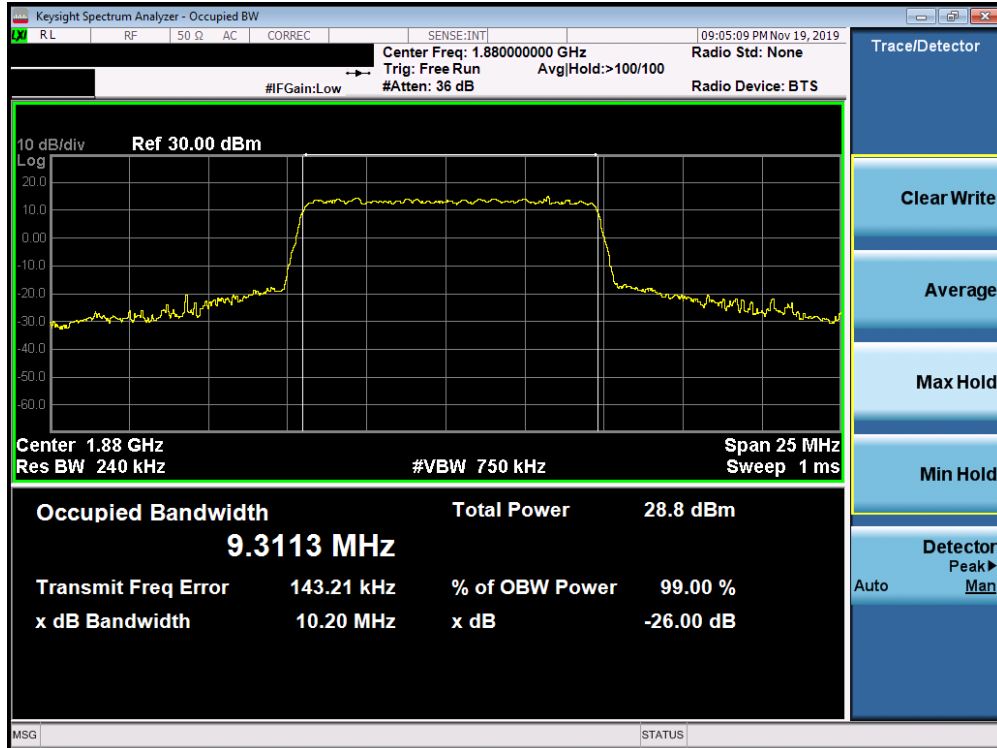 Keysight Spectrum Analyzer - Occupied BW
LXI RL RF 50 Ω AC CORREC SENSE:INT 09:05:09 PM Nov 19, 2019
Center Freq: 1.880000000 GHz Radio Std: None
Trig: Free Run Avg|Hold:>100/100
#IFGain:Low #Atten: 36 dB Radio Device: BTS
Trace/Detector
10 dB/div Ref 30.00 dBm
Log
20.0
10.0
0.00
-10.0
-20.0
-30.0
-40.0
-50.0
-60.0
Center 1.88 GHz Span 25 MHz
Res BW 240 kHz #VBW 750 kHz Sweep 1 ms
Occupied Bandwidth Total Power 28.8 dBm
9.3113 MHz
Transmit Freq Error 143.21 kHz % of OBW Power 99.00 %
x dB Bandwidth 10.20 MHz x dB -26.00 dB
Clear Write
Average
Max Hold
Min Hold
Detector
Peak▶
Auto Man
MSG STATUS